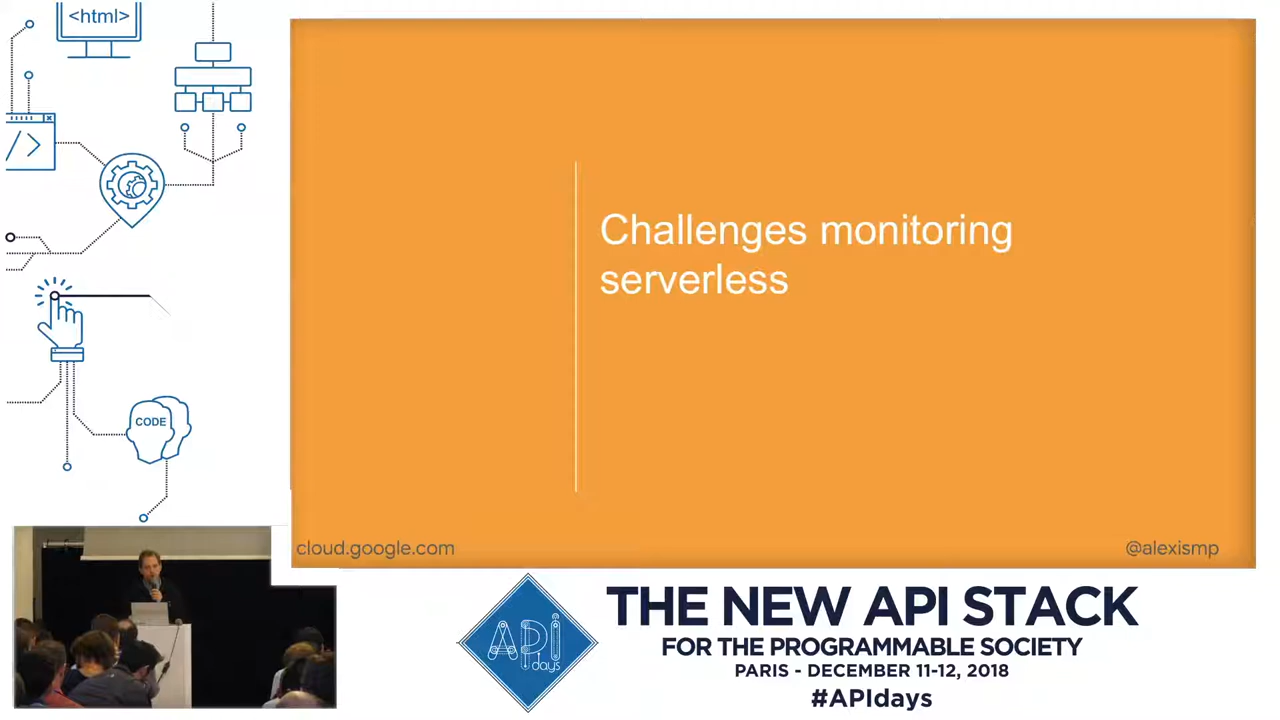 <html>
</>
CODE
Challenges monitoring
serverless
cloud.google.com
@alexismp
API
days
THE NEW API STACK
FOR THE PROGRAMMABLE SOCIETY
PARIS - DECEMBER 11-12, 2018
#APIdays